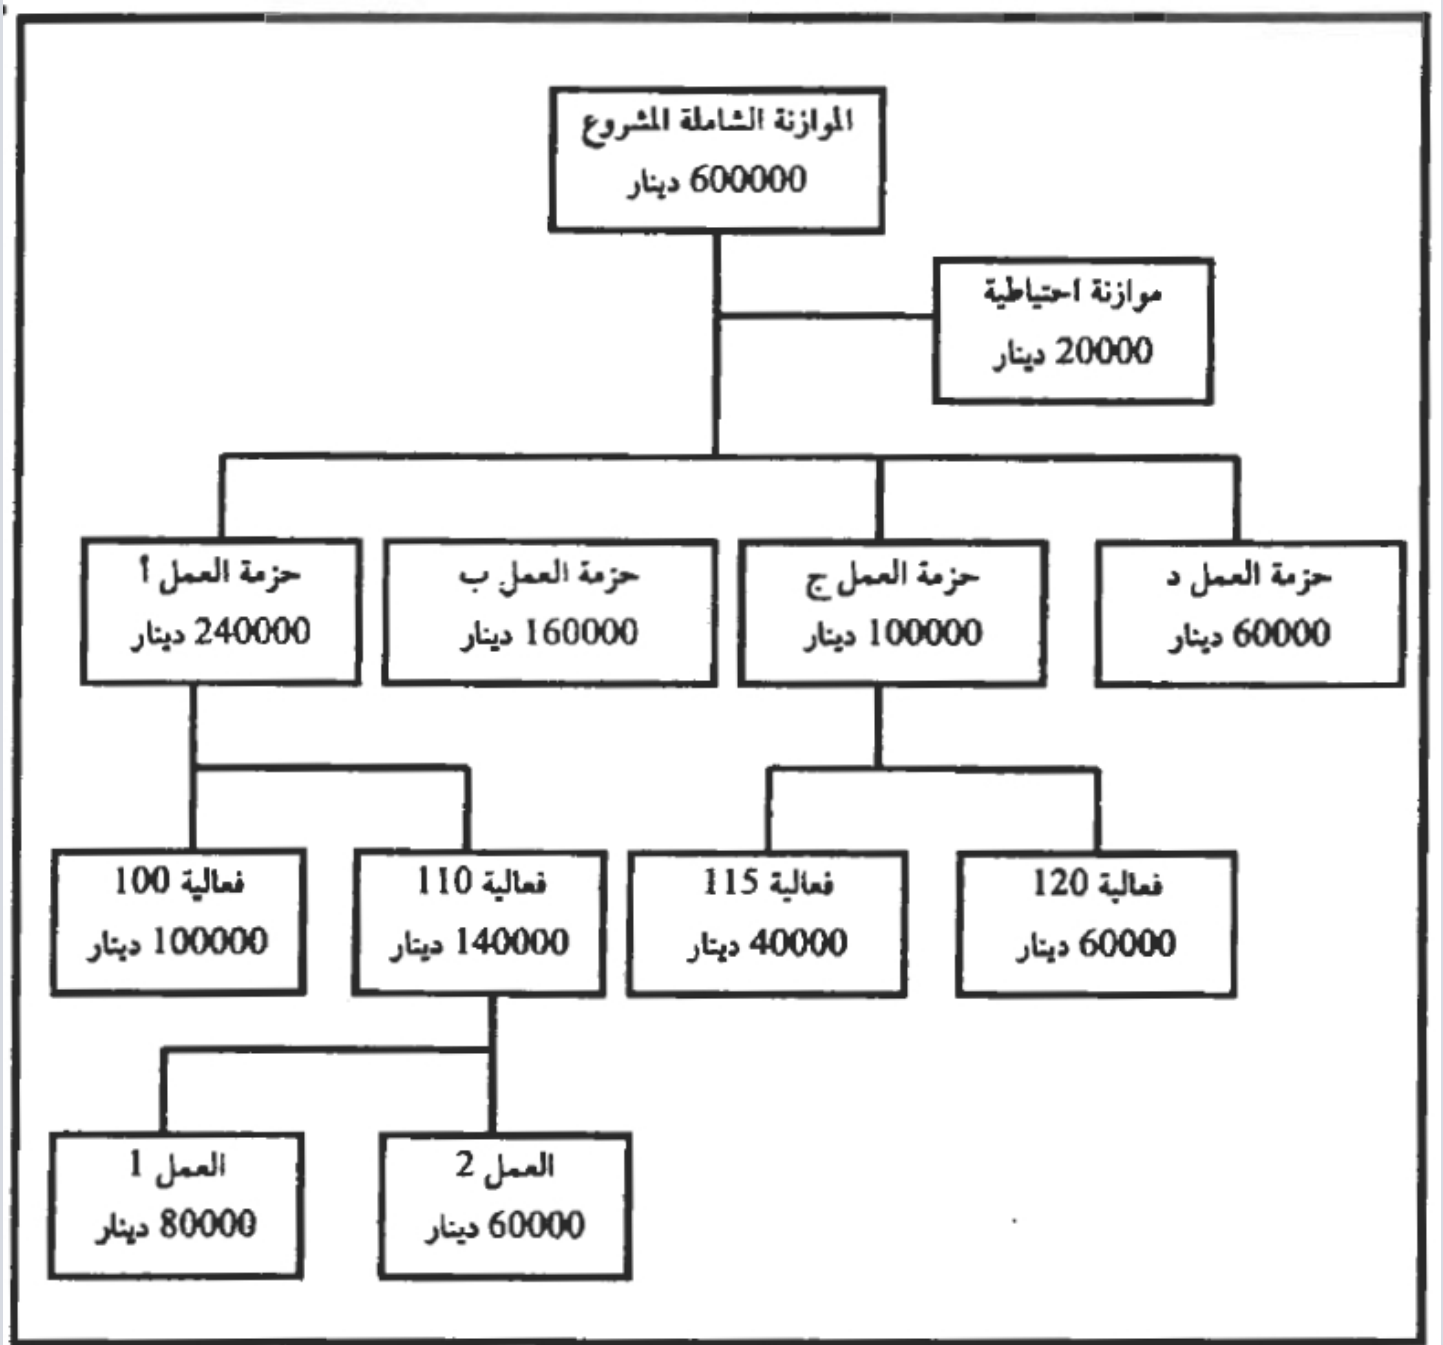 الموازنة الشاملة المشروع
600000 دينار
موازنة احتياطية
20000 دينار
حزمة العمل د
60000 دينار
حزمة العمل ج
100000 دينار
حزمة العمل ب
160000 دينار
حزمة العمل أ
240000 دينار
فعالية 120
60000 دينار
فعالية 115
40000 دينار
فعالية 110
140000 دينار
فعالية 100
100000 دينار
العمل 2
60000 دينار
العمل 1
80000 دينار